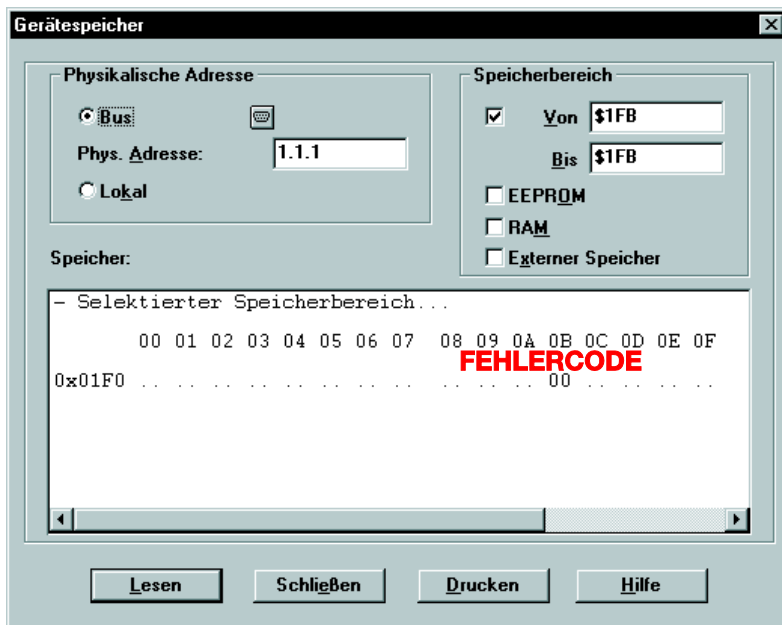 Gerätespeicher
Physikalische Adresse
Bus
Phys. Adresse: 1.1.1
Lokal
Speicherbereich
Von $1FB
Bis $1FB
EEPROM
RAM
Externer Speicher
Speicher:
- Selektierter Speicherbereich...
00 01 02 03 04 05 06 07 08 09 0A 0B 0C 0D 0E 0F
FEHLERCODE
0x01F0 .. .. .. .. .. .. .. .. .. .. .. 00 .. .. .. ..
Lesen Schließen Drucken Hilfe